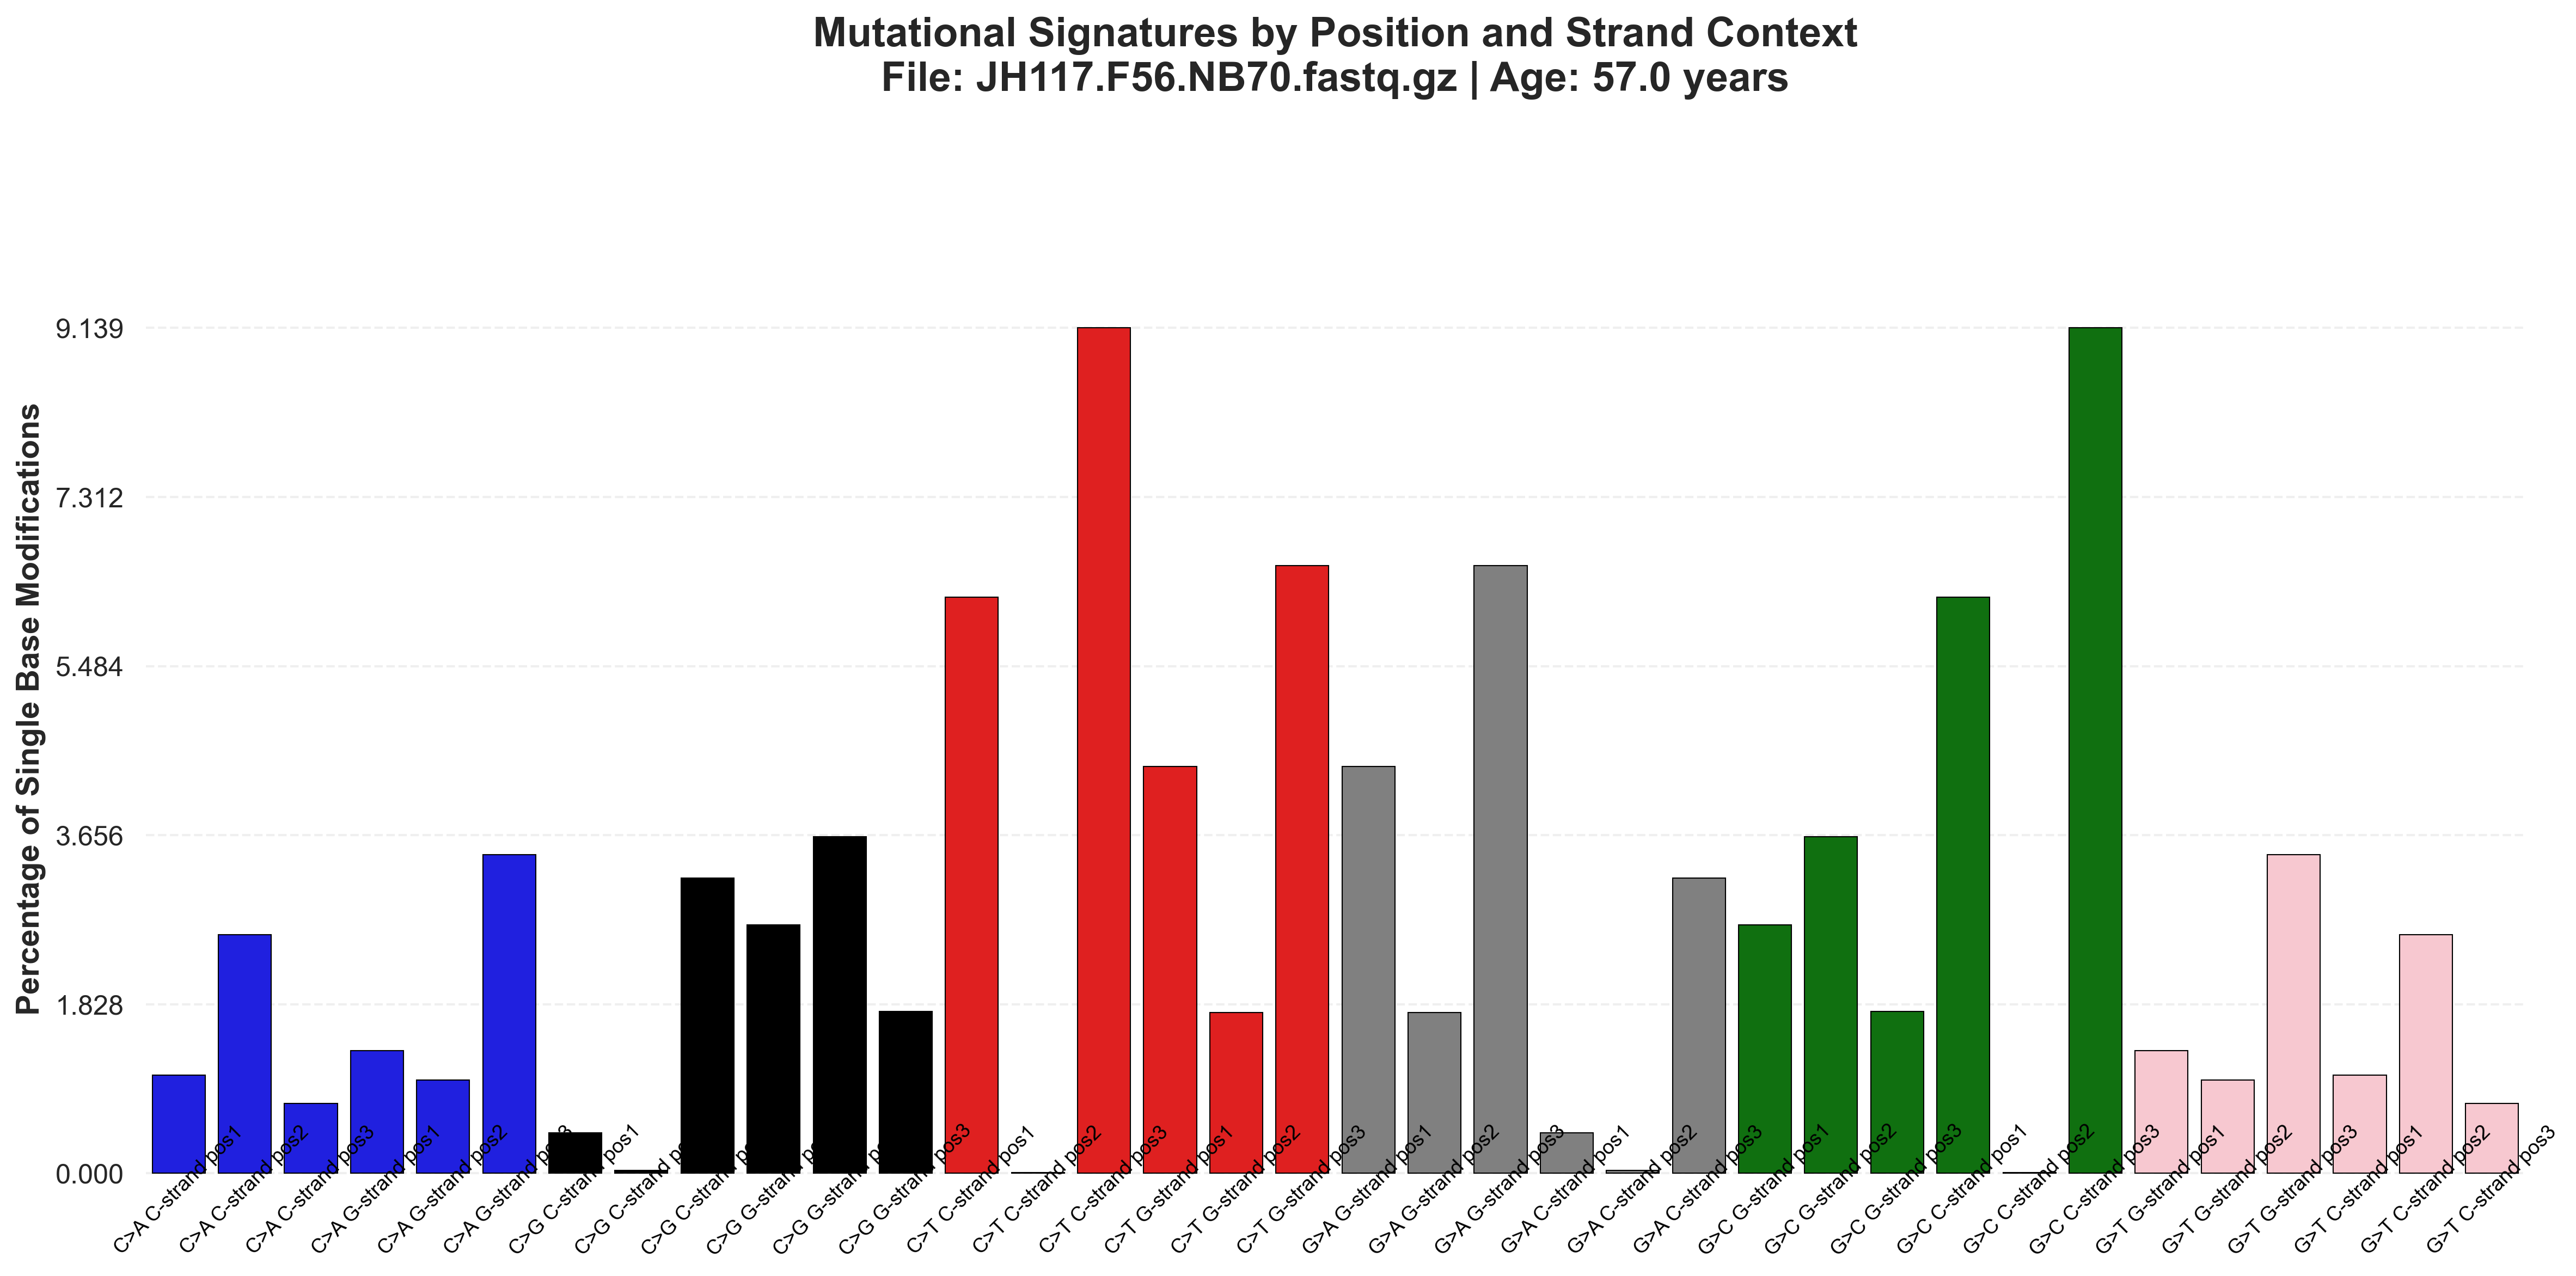 Mutational Signatures by Position and Strand Context
File: JH117.F56.NB70.fastq.gz | Age: 57.0 years
Percentage of Single Base Modifications
9.139
7.312
5.484
3.656
1.828
0.000
C>A C-strand pos1
C>A C-strand pos2
C>A C-strand pos3
C>A G-strand pos1
C>A G-strand pos2
C>A G-strand pos3
C>G C-strand pos1
C>G C-strand
C>G C-strand
C>G G-strand
C>G G-strand
C>G G-strand pos3
C>T C-strand pos1
C>T C-strand pos2
C>T C-strand pos3
C>T G-strand pos1
C>T G-strand pos2
C>T G-strand pos3
G>A G-strand pos1
G>A G-strand pos2
G>A G-strand pos3
G>A C-strand pos1
G>A C-strand pos2
G>A C-strand pos3
G>C G-strand pos1
G>C G-strand pos2
G>C G-strand pos3
G>C C-strand pos1
G>C C-strand pos2
G>C C-strand pos3
G>T G-strand pos1
G>T G-strand pos2
G>T G-strand pos3
G>T C-strand pos1
G>T C-strand pos2
G>T C-strand pos3